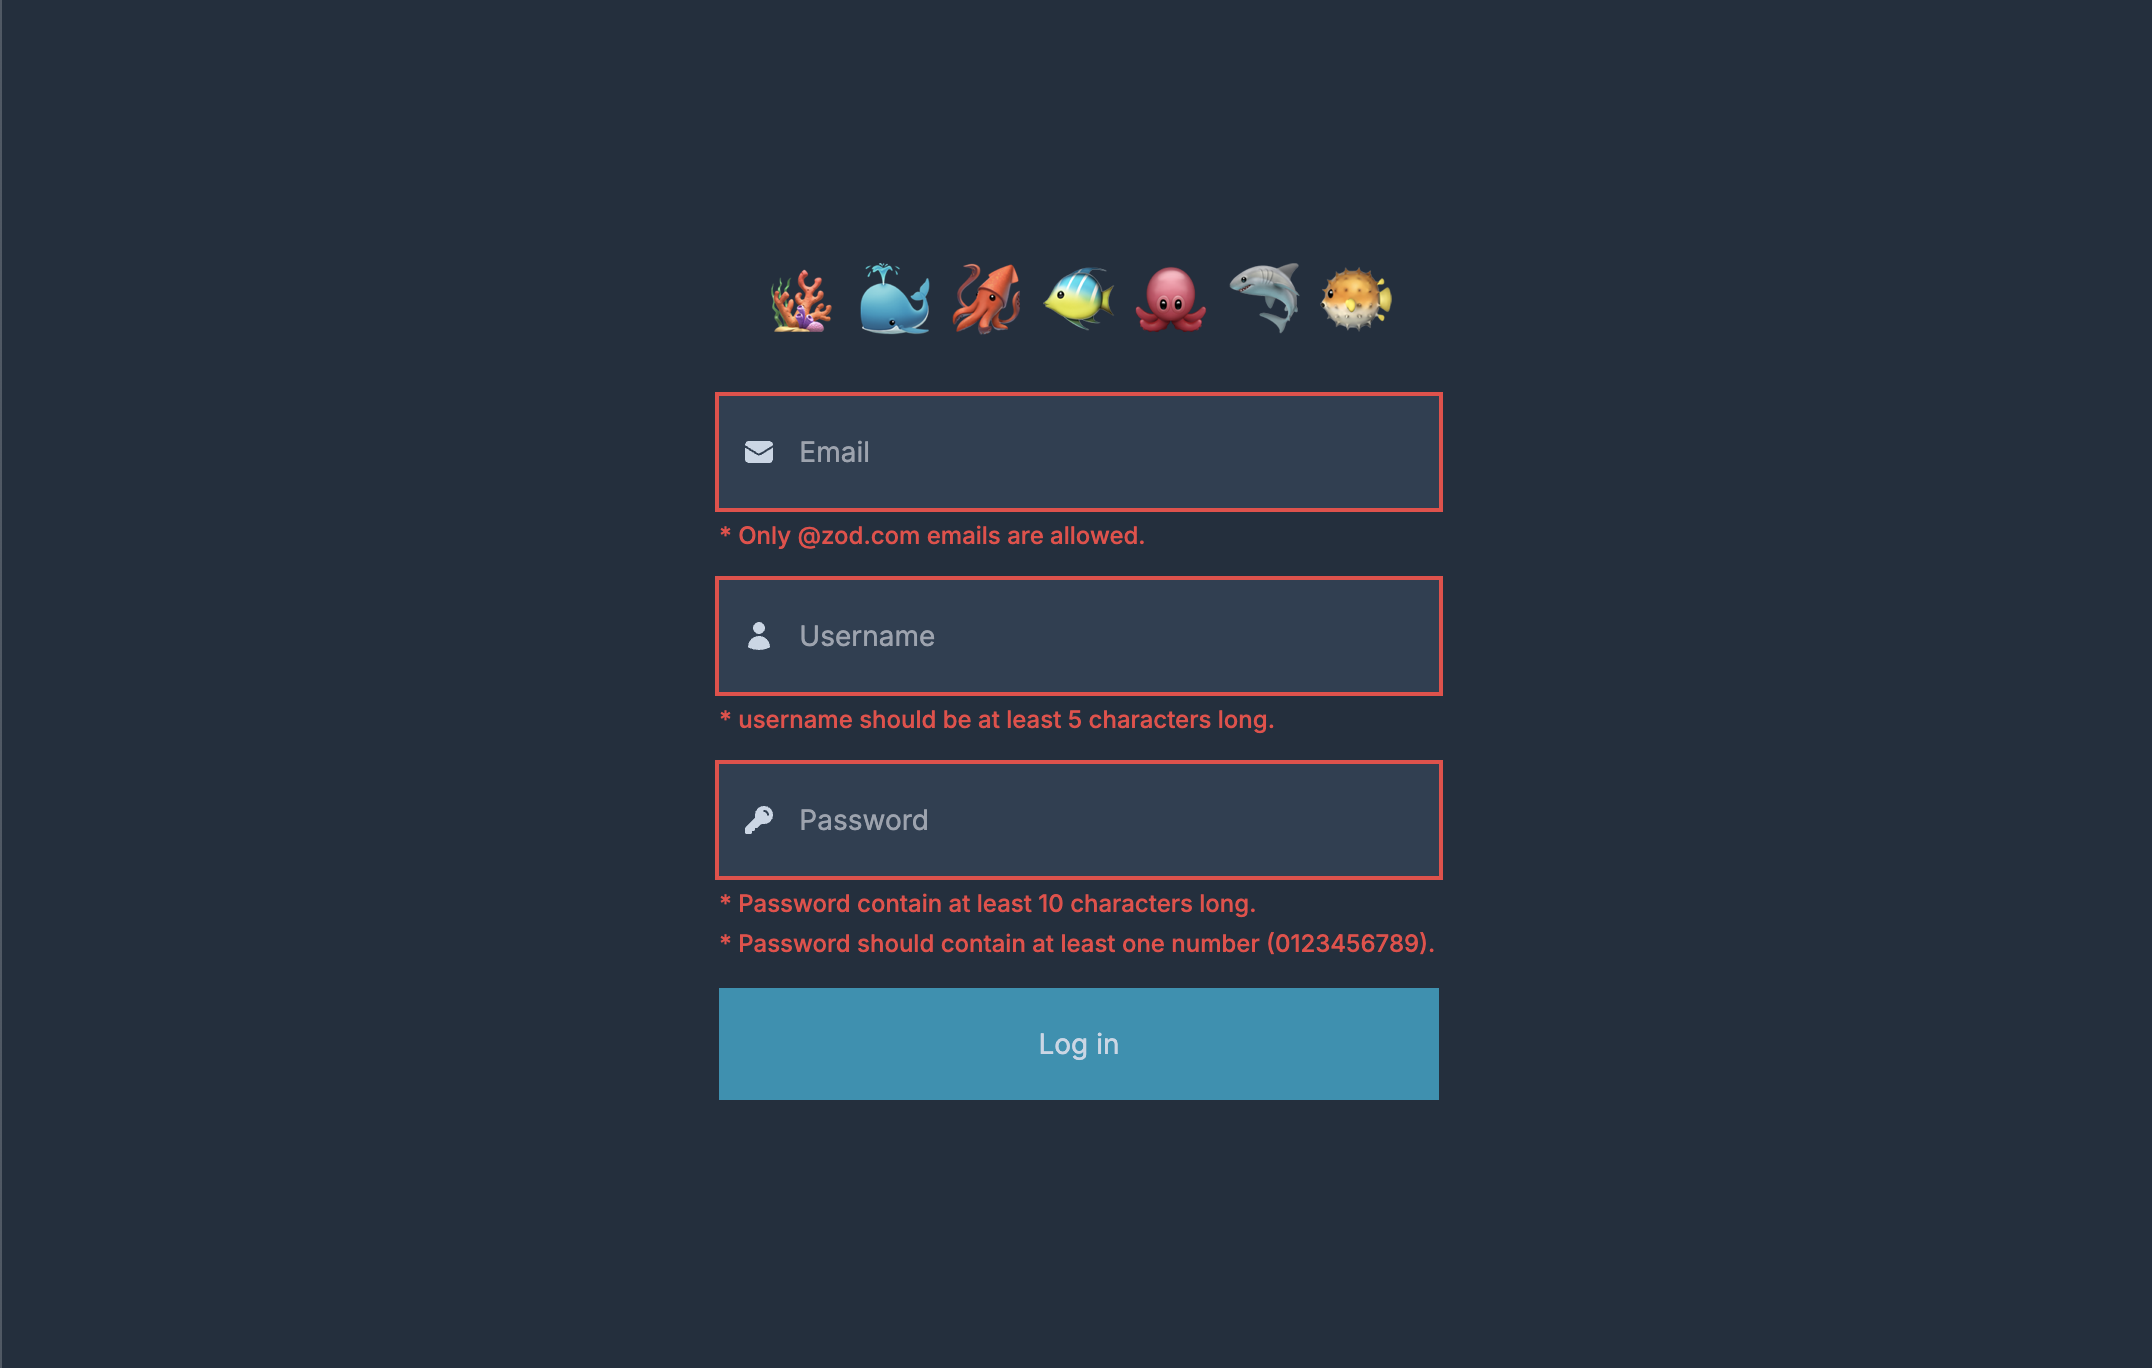 Email
* Only @zod.com emails are allowed.
Username
* username should be at least 5 characters long.
Password
* Password contain at least 10 characters long.
* Password should contain at least one number (0123456789).
Log in